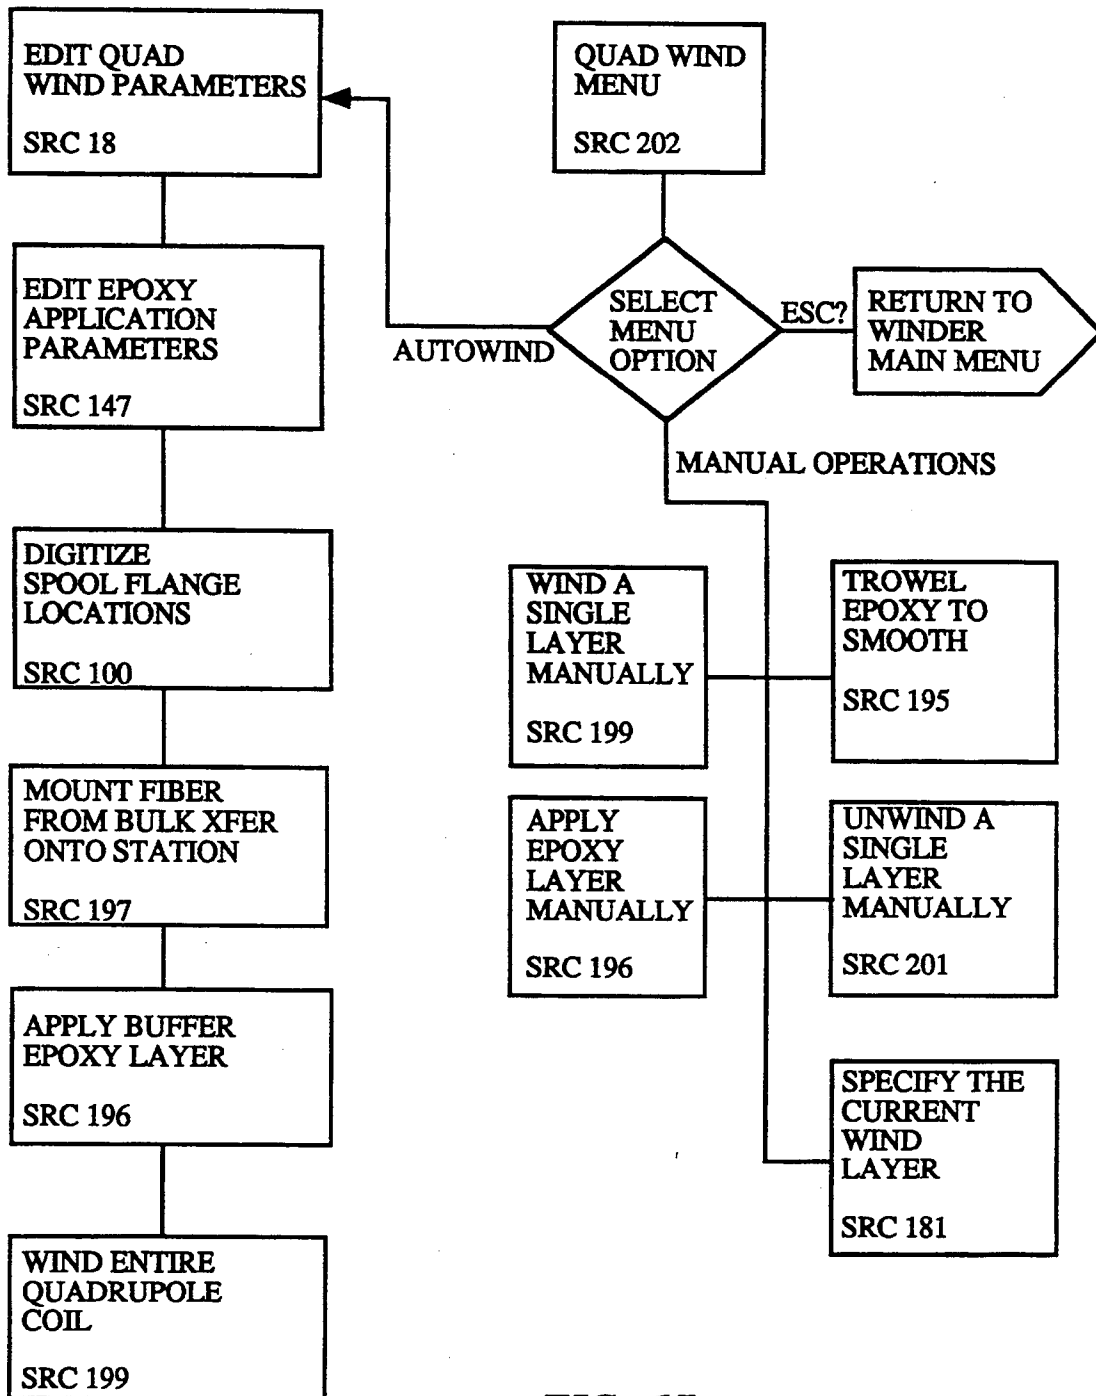 EDIT QUAD
WIND PARAMETERS
SRC 18
EDIT EPOXY
APPLICATION
PARAMETERS
SRC 147
DIGITIZE
SPOOL FLANGE
LOCATIONS
SRC 100
MOUNT FIBER
FROM BULK XFER
ONTO STATION
SRC 197
APPLY BUFFER
EPOXY LAYER
SRC 196
WIND ENTIRE
QUADRUPOLE
COIL
SRC 199
QUAD WIND
MENU
SRC 202
SELECT
MENU
OPTION
AUTOWIND
ESC?
RETURN TO
WINDER
MAIN MENU
MANUAL OPERATIONS
WIND A
SINGLE
LAYER
MANUALLY
SRC 199
TROWEL
EPOXY TO
SMOOTH
SRC 195
APPLY
EPOXY
LAYER
MANUALLY
SRC 196
UNWIND A
SINGLE
LAYER
MANUALLY
SRC 201
SPECIFY THE
CURRENT
WIND
LAYER
SRC 181